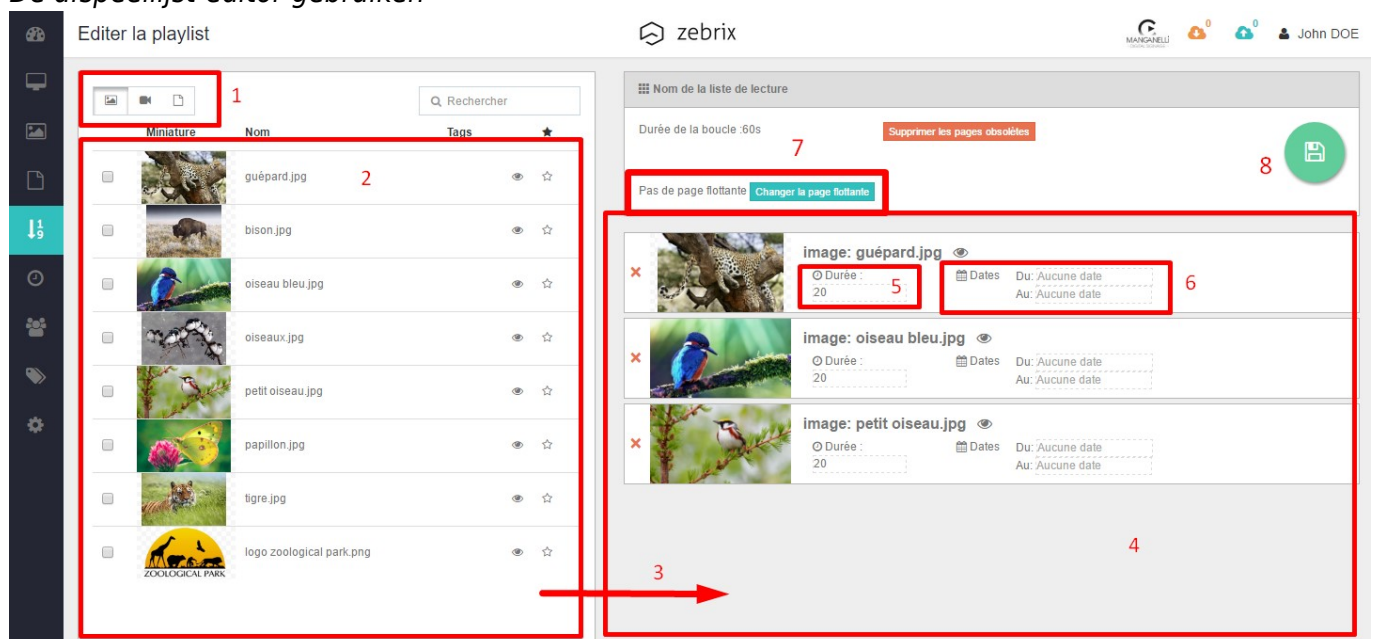 De afspeellijst editor gebruiken
Editer la playlist
zebrix
MANGANELLI
0
0
John DOE
1
Rechercher
Miniature Nom Tags
guépard.jpg
2
bison.jpg
oiseau bleu.jpg
oiseaux.jpg
petit oiseau.jpg
papillon.jpg
tigre.jpg
logo zoological park.png
ZOOLOGICAL PARK
3
Nom de la liste de lecture
Durée de la boucle :60s
Supprimer les pages obsolètes
7
8
Pas de page flottante Changer la page flottante
image: guépard.jpg
Durée :
20
5
Dates Du: Aucune date
Au: Aucune date
6
image: oiseau bleu.jpg
Durée :
20
Dates Du: Aucune date
Au: Aucune date
image: petit oiseau.jpg
Durée :
20
Dates Du: Aucune date
Au: Aucune date
4
1
9